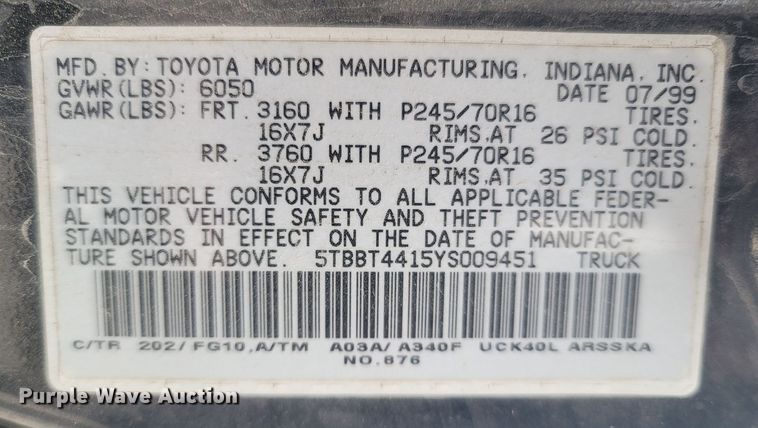 MFD. BY: TOYOTA MOTOR MANUFACTURING, INDIANA, INC.
GVWR(LBS): 6050 DATE 07/99
GAWR(LBS): FRT. 3160 WITH P245/70R16 TIRES.
16X7J RIMS.AT 26 PSI COLD.
RR. 3760 WITH P245/70R16 TIRES.
16X7J RIMS.AT 35 PSI COLD.
THIS VEHICLE CONFORMS TO ALL APPLICABLE FEDER-
AL MOTOR VEHICLE SAFETY AND THEFT PREVENTION
STANDARDS IN EFFECT ON THE DATE OF MANUFAC-
TURE SHOWN ABOVE. 5TBBT4415YS009451 TRUCK
C/TR 202/FG10,A/TM A03A/A340F UCK40L ARSSKA
NO.876
Purple Wave Auction